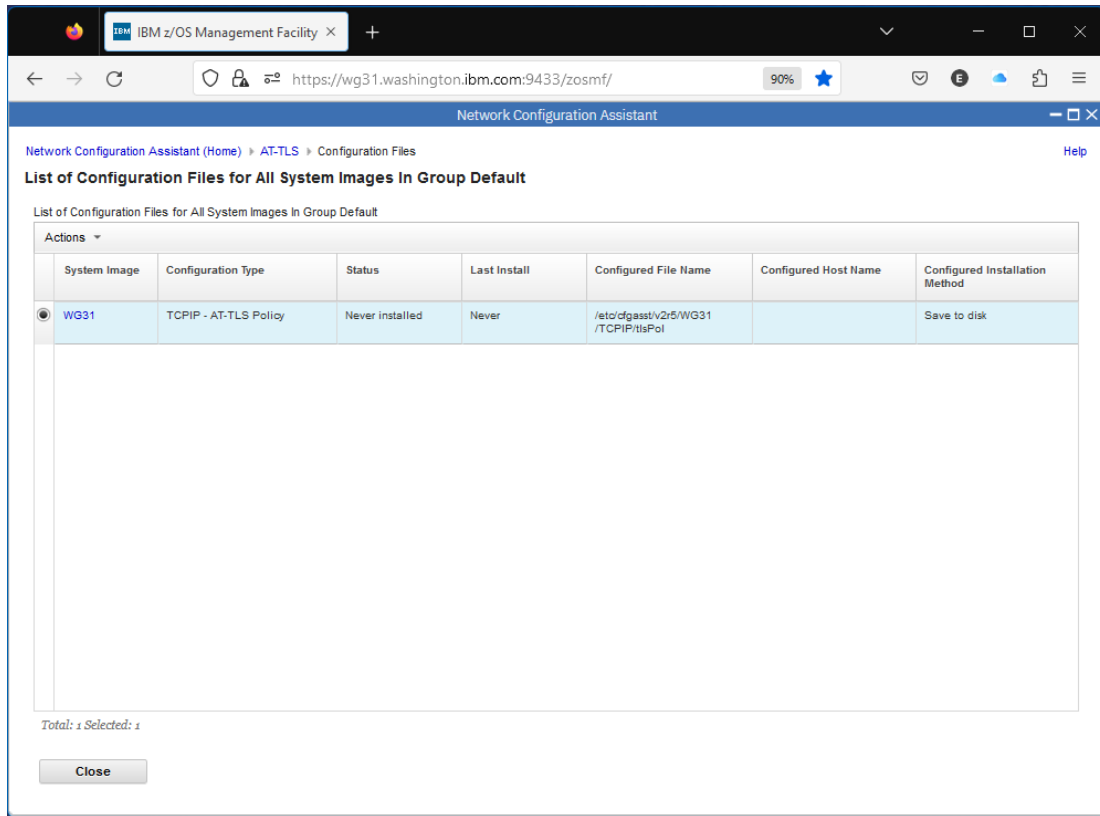 IBM IBM z/OS Management Facility
https://wg31.washington.ibm.com:9433/zosmf/ 90% E
Network Configuration Assistant
Network Configuration Assistant (Home) AT-TLS Configuration Files Help
List of Configuration Files for All System Images In Group Default
List of Configuration Files for All System Images In Group Default
Actions
System Image Configuration Type Status Last Install Configured File Name Configured Host Name Configured Installation
Method
WG31 TCPIP - AT-TLS Policy Never installed Never /etc/cfgasst/v2r5/WG31 Save to disk
/TCPIP/tlsPol
Total: 1 Selected: 1
Close